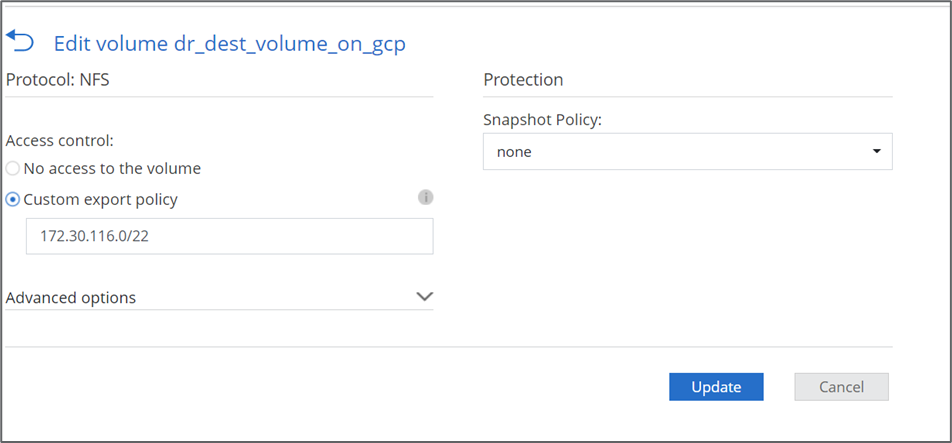 Edit volume dr_dest_volume_on_gcp
Protocol: NFS
Access control:
No access to the volume
Custom export policy
i
172.30.116.0/22
Advanced options
Protection
Snapshot Policy:
none
Update
Cancel